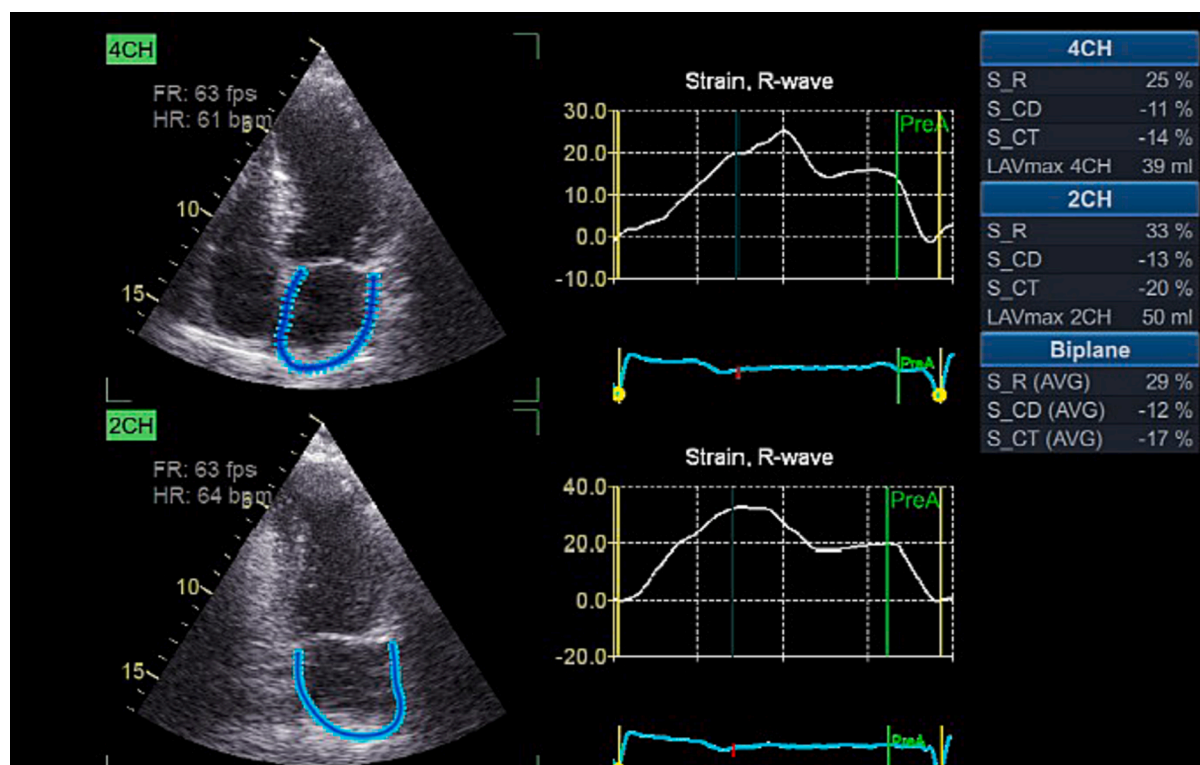 4CH
FR: 63 fps
HR: 61 bpm
5
10
15
Strain, R-wave
30.0
20.0
10.0
0.0
-10.0
PreA
PreA
2CH
FR: 63 fps
HR: 64 bpm
5
10
15
Strain, R-wave
40.0
20.0
0.0
-20.0
PreA
PreA
4CH
S_R 25 %
S_CD -11 %
S_CT -14 %
LAVmax 4CH 39 ml
2CH
S_R 33 %
S_CD -13 %
S_CT -20 %
LAVmax 2CH 50 ml
Biplane
S_R (AVG) 29 %
S_CD (AVG) -12 %
S_CT (AVG) -17 %